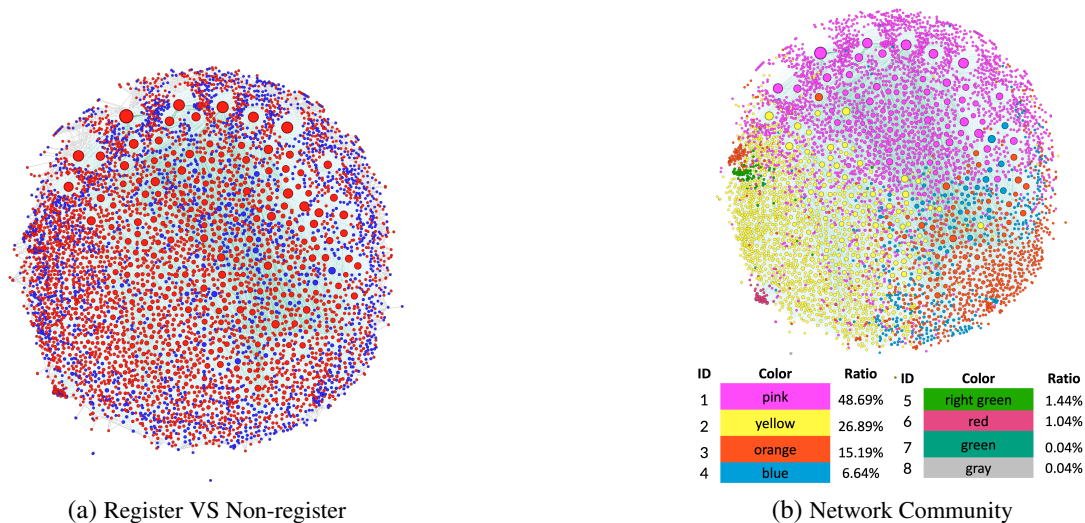 ID Color Ratio
1 pink 48.69%
2 yellow 26.89%
3 orange 15.19%
4 blue 6.64%
ID Color Ratio
5 right green 1.44%
6 red 1.04%
7 green 0.04%
8 gray 0.04%
(a) Register VS Non-register
(b) Network Community